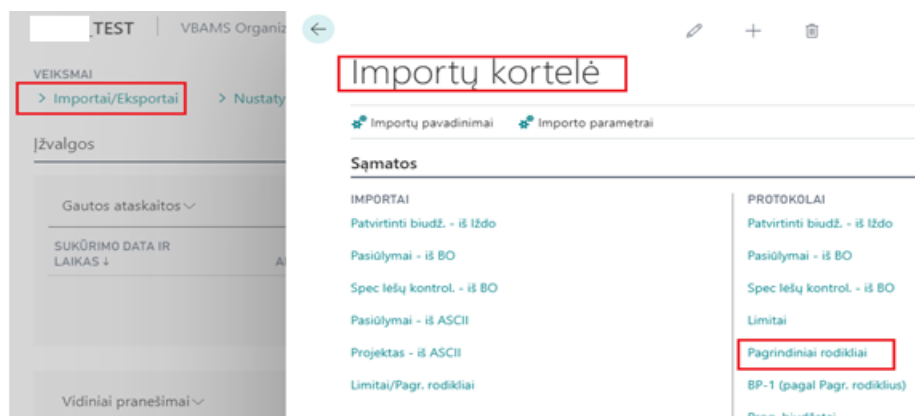 _TEST
VBAMS Organiz
VEIKSMAI
> Importai/Eksportai
> Nustaty
Įžvalgos
Gautos ataskaitos
SUKŪRIMO DATA IR
LAIKAS ↓
Vidiniai pranešimai
Importų kortelė
Importų pavadinimai
Importo parametrai
Sąmatos
IMPORTAI
Patvirtinti biudž. - iš Iždo
Pasiūlymai - iš BO
Spec lėšų kontrol. - iš BO
Pasiūlymai - iš ASCII
Projektas - iš ASCII
Limitai/Pagr. rodikliai
PROTOKOLAI
Patvirtinti biudž. - iš Iždo
Pasiūlymai - iš BO
Spec lėšų kontrol. - iš BO
Limitai
Pagrindiniai rodikliai
BP-1 (pagal Pagr. rodiklius)